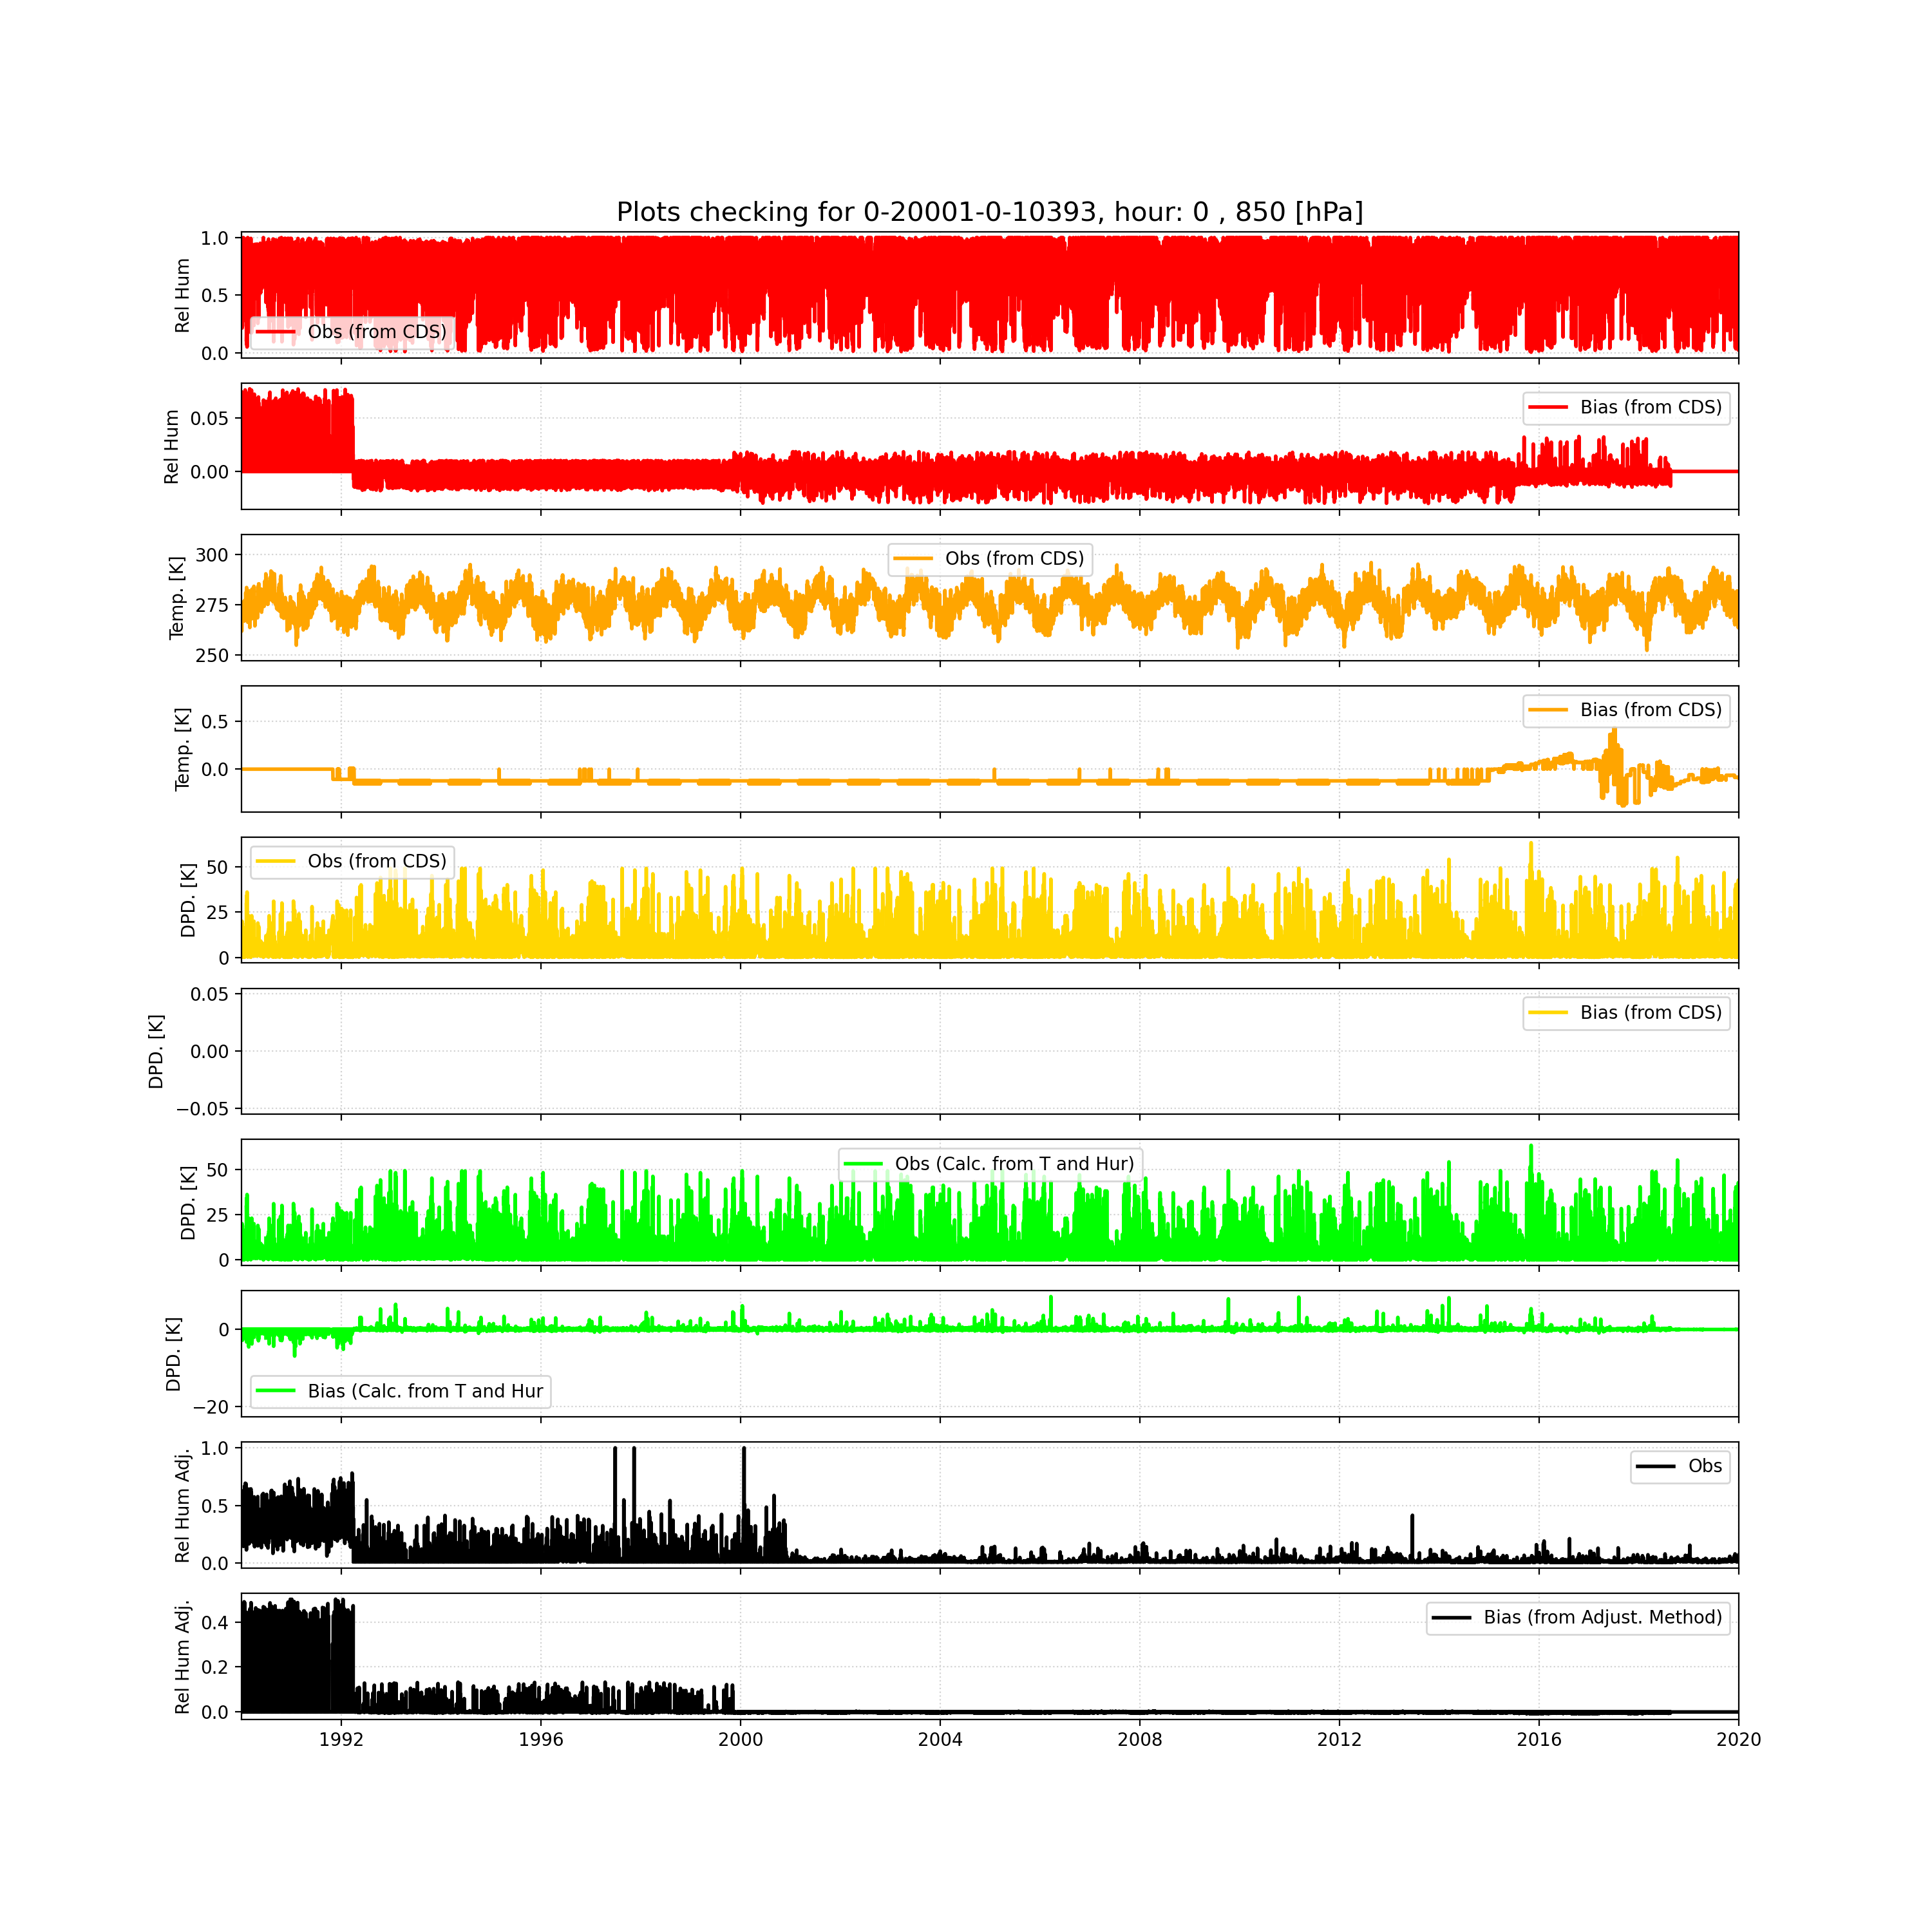 Plots checking for 0-20001-0-10393, hour: 0 , 850 [hPa]
Rel Hum
1.0
0.5
0.0
Obs (from CDS)
Rel Hum
0.05
0.00
Bias (from CDS)
Temp. [K]
300
275
250
Obs (from CDS)
Temp. [K]
0.5
0.0
Bias (from CDS)
DPD. [K]
50
25
0
Obs (from CDS)
DPD. [K]
0.05
0.00
−0.05
Bias (from CDS)
DPD. [K]
50
25
0
Obs (Calc. from T and Hur)
DPD. [K]
0
−20
Bias (Calc. from T and Hur
Rel Hum Adj.
1.0
0.5
0.0
Obs
Rel Hum Adj.
0.4
0.2
0.0
Bias (from Adjust. Method)
1992 1996 2000 2004 2008 2012 2016 2020